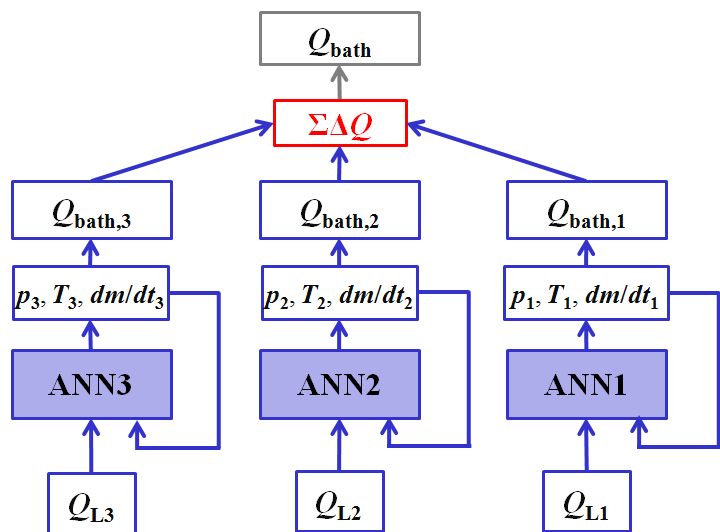 Q_bath
ΣΔQ
Q_bath,3
Q_bath,2
Q_bath,1
p_3, T_3, dm/dt_3
p_2, T_2, dm/dt_2
p_1, T_1, dm/dt_1
ANN3
ANN2
ANN1
Q_L3
Q_L2
Q_L1